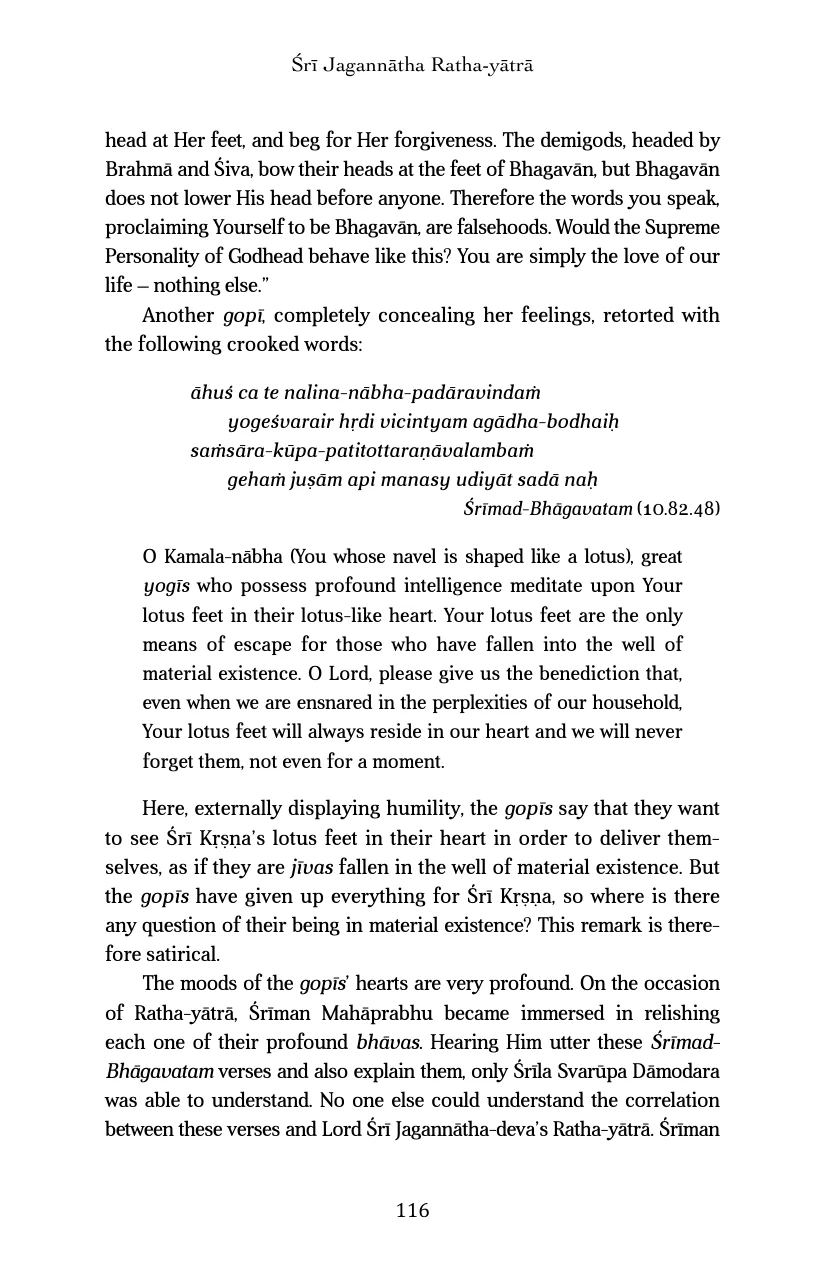 Śrī Jagannātha Ratha-yātrā
head at Her feet, and beg for Her forgiveness. The demigods, headed by
Brahmā and Śiva, bow their heads at the feet of Bhagavān, but Bhagavān
does not lower His head before anyone. Therefore the words you speak,
proclaiming Yourself to be Bhagavān, are falsehoods. Would the Supreme
Personality of Godhead behave like this? You are simply the love of our
life – nothing else.”
Another gopī, completely concealing her feelings, retorted with
the following crooked words:
āhuś ca te nalina-nābha-padāravindaṁ
yogeśvarair hṛdi vicintyam agādha-bodhaiḥ
saṁsāra-kūpa-patitottaraṇāvalambaṁ
gehaṁ juṣām api manasy udiyāt sadā naḥ
Śrīmad-Bhāgavatam (10.82.48)
O Kamala-nābha (You whose navel is shaped like a lotus), great
yogīs who possess profound intelligence meditate upon Your
lotus feet in their lotus-like heart. Your lotus feet are the only
means of escape for those who have fallen into the well of
material existence. O Lord, please give us the benediction that,
even when we are ensnared in the perplexities of our household,
Your lotus feet will always reside in our heart and we will never
forget them, not even for a moment.
Here, externally displaying humility, the gopīs say that they want
to see Śrī Kṛṣṇa’s lotus feet in their heart in order to deliver them-
selves, as if they are jīvas fallen in the well of material existence. But
the gopīs have given up everything for Śrī Kṛṣṇa, so where is there
any question of their being in material existence? This remark is there-
fore satirical.
The moods of the gopīs’ hearts are very profound. On the occasion
of Ratha-yātrā, Śrīman Mahāprabhu became immersed in relishing
each one of their profound bhāvas. Hearing Him utter these Śrīmad-
Bhāgavatam verses and also explain them, only Śrīla Svarūpa Dāmodara
was able to understand. No one else could understand the correlation
between these verses and Lord Śrī Jagannātha-deva’s Ratha-yātrā. Śrīman
116